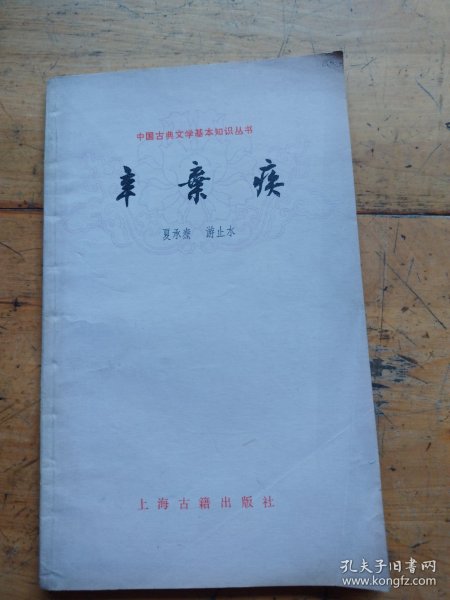 中国古典文学基本知识丛书
辛棄疾
夏承焘 游止水
上海古籍出版社
孔夫子旧书网
www.kongfz.com